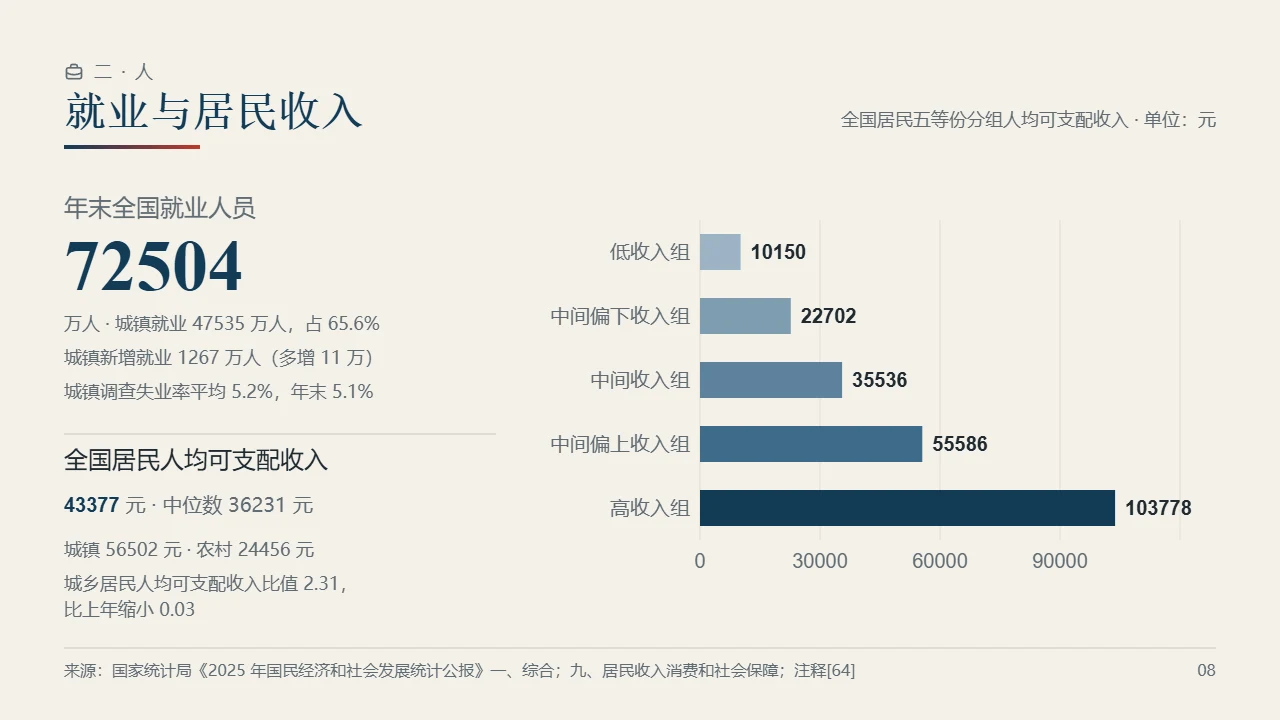 二 · 人
就业与居民收入
全国居民五等份分组人均可支配收入 · 单位：元
年末全国就业人员
72504
万人 · 城镇就业 47535 万人，占 65.6%
城镇新增就业 1267 万人（多增 11 万）
城镇调查失业率平均 5.2%，年末 5.1%
全国居民人均可支配收入
43377 元 · 中位数 36231 元
城镇 56502 元 · 农村 24456 元
城乡居民人均可支配收入比值 2.31，
比上年缩小 0.03
低收入组 10150
中间偏下收入组 22702
中间收入组 35536
中间偏上收入组 55586
高收入组 103778
0 30000 60000 90000
来源：国家统计局《2025 年国民经济和社会发展统计公报》一、综合；九、居民收入消费和社会保障；注释[64]
08